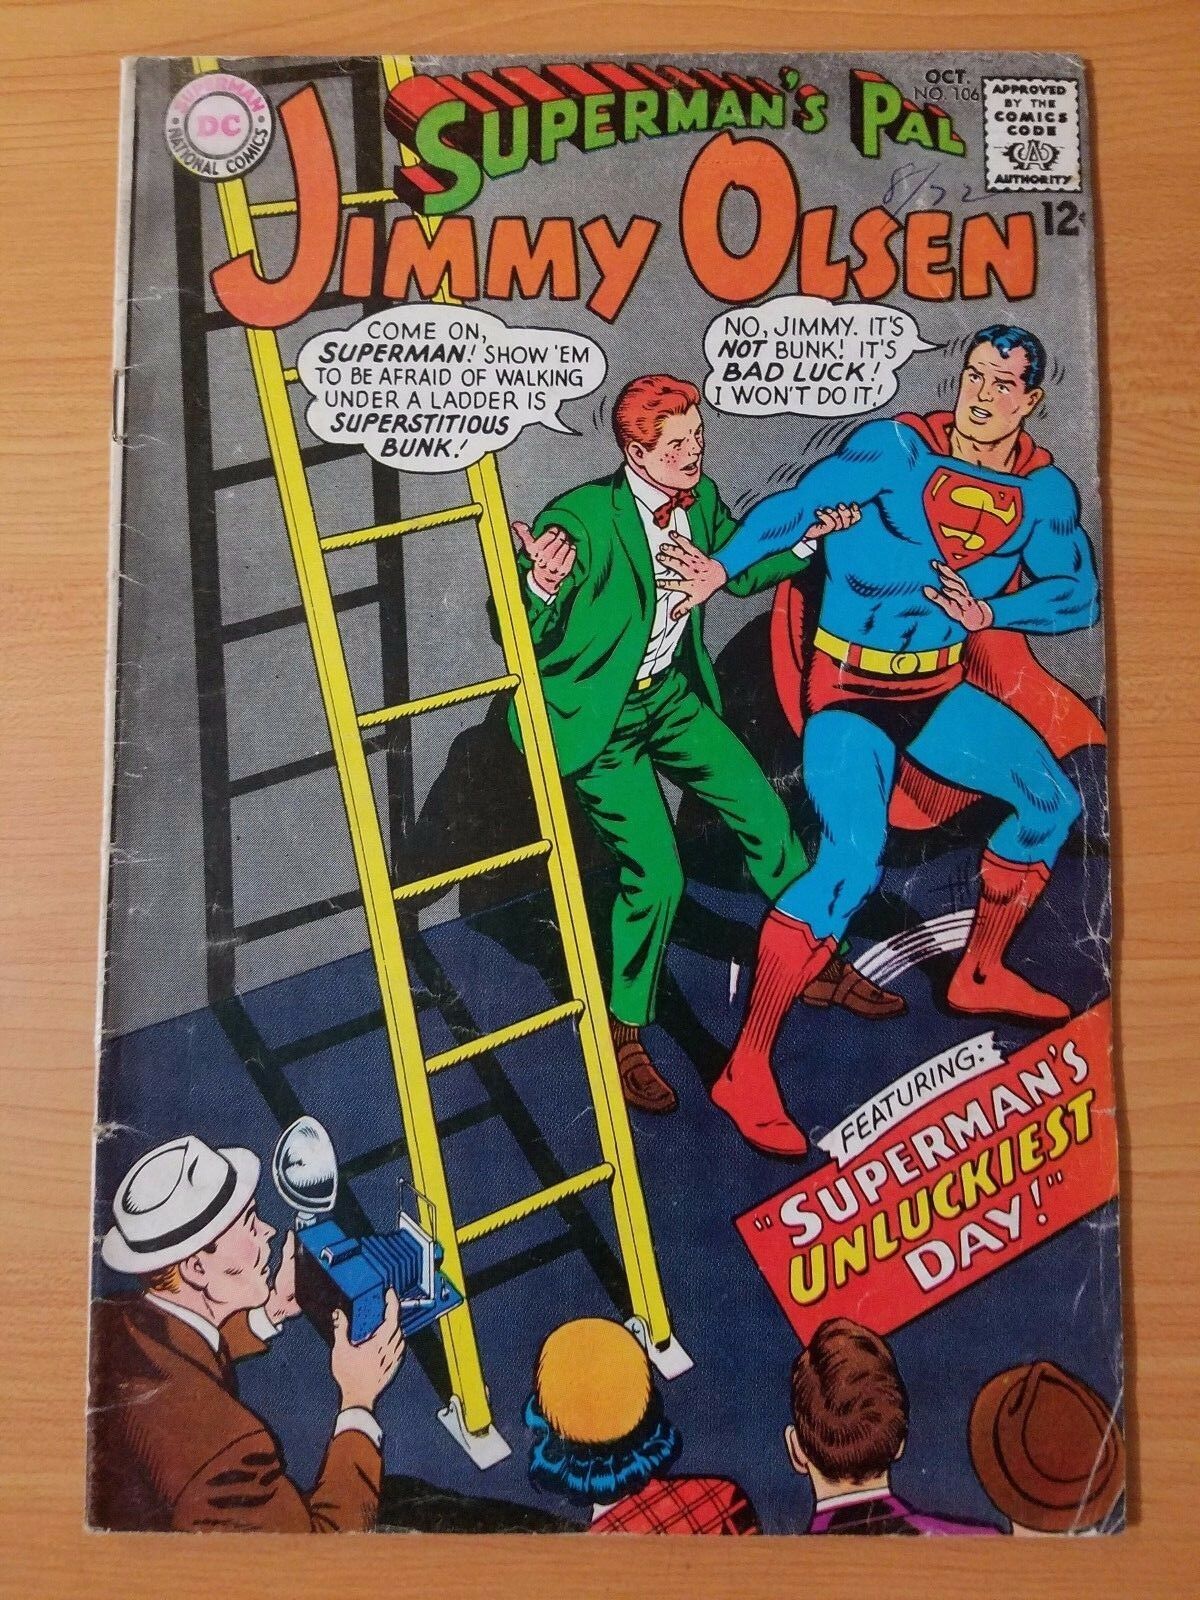 SUPERMAN
DC
NATIONAL COMICS
SUPERMAN'S PAL
JIMMY OLSEN
OCT.
NO. 106
APPROVED
BY THE
COMICS
CODE
CA
AUTHORITY
8/22
12¢
COME ON,
SUPERMAN! SHOW 'EM
TO BE AFRAID OF WALKING
UNDER A LADDER IS
SUPERSTITIOUS
BUNK!
NO, JIMMY. IT'S
NOT BUNK! IT'S
BAD LUCK!
I WON'T DO IT!
FEATURING:
"SUPERMAN'S
UNLUCKIEST
DAY!"